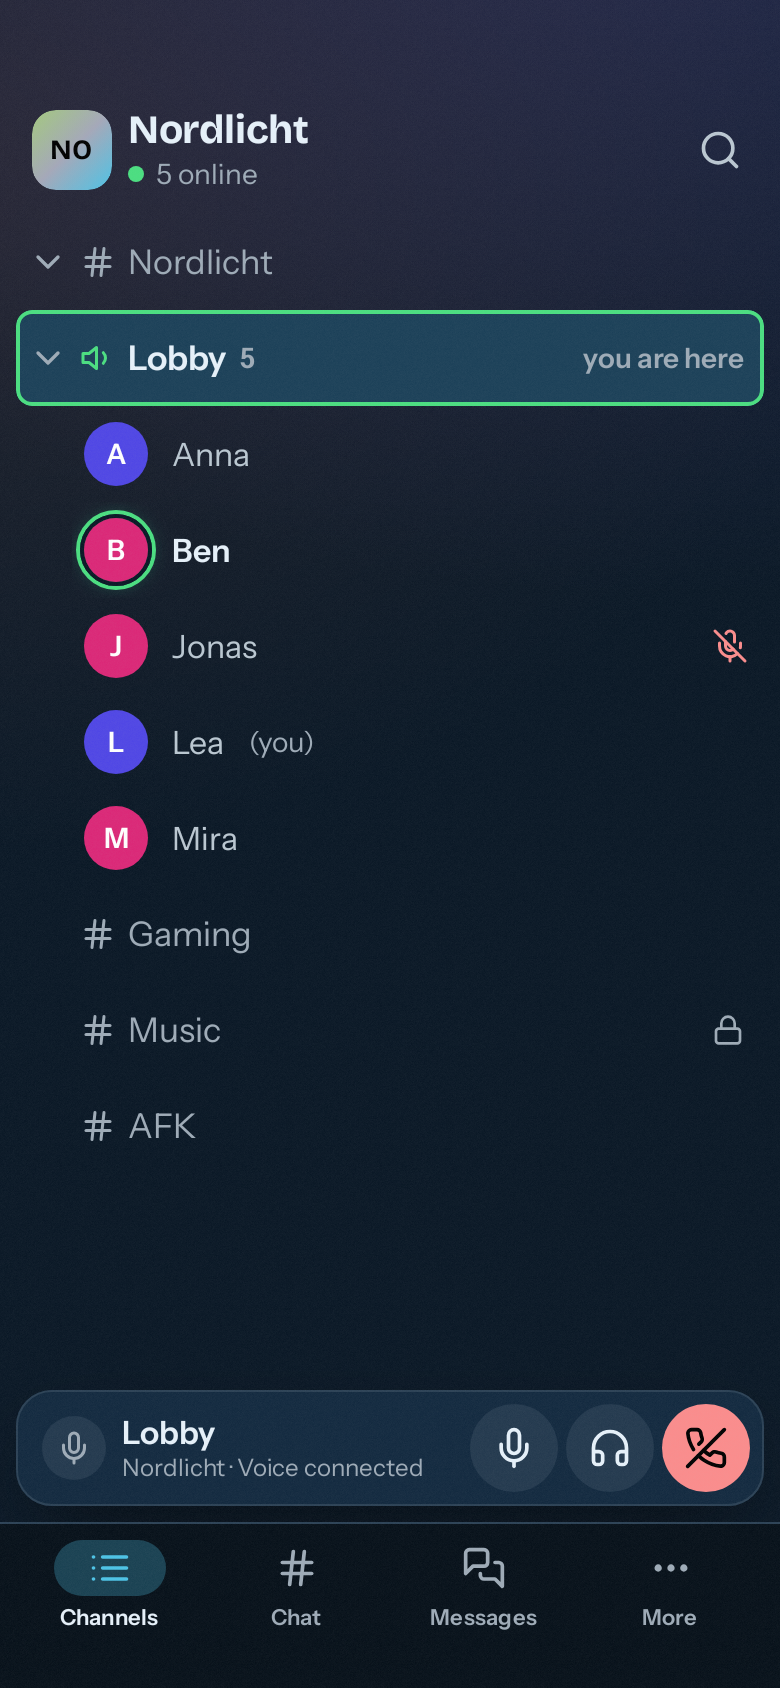 NO
Nordlicht
5 online
# Nordlicht
Lobby 5 you are here
A Anna
B Ben
J Jonas
L Lea (you)
M Mira
# Gaming
# Music
# AFK
Lobby
Nordlicht · Voice connected
Channels # Chat Messages More